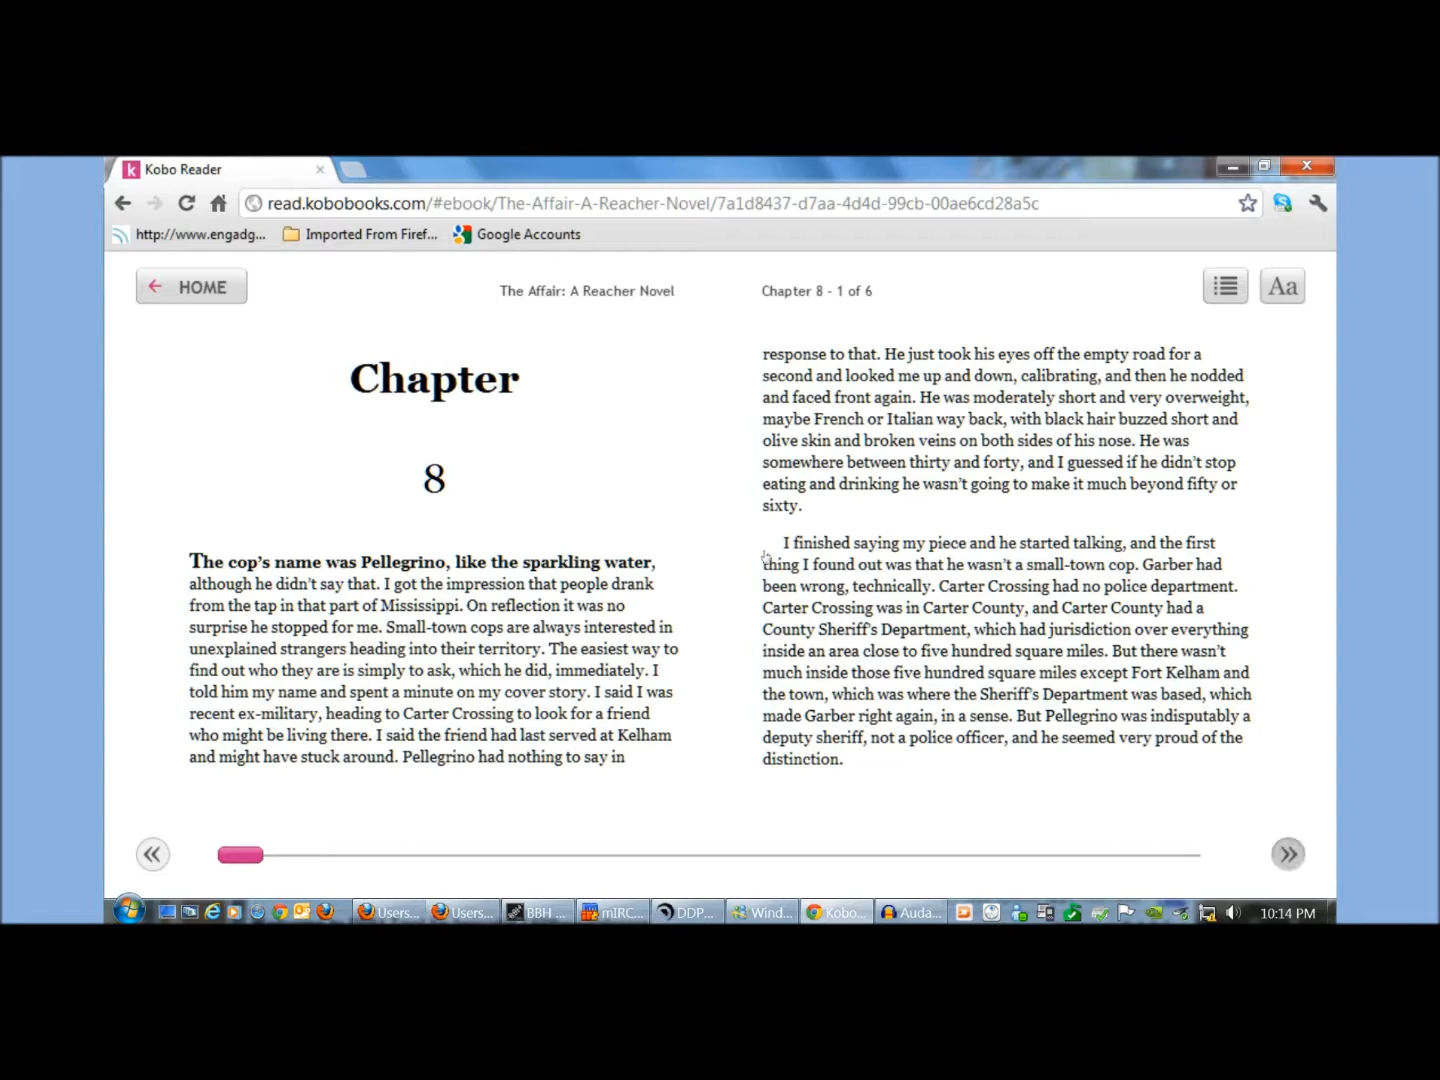 Kobo Reader
read.kobobooks.com/#ebook/The-Affair-A-Reacher-Novel/7a1d8437-d7aa-4d4d-99cb-00ae6cd28a5c
http://www.engadg... Imported From Firef... Google Accounts
HOME
The Affair: A Reacher Novel
Chapter 8 - 1 of 6
Aa
Chapter
8
The cop's name was Pellegrino, like the sparkling water,
although he didn't say that. I got the impression that people drank
from the tap in that part of Mississippi. On reflection it was no
surprise he stopped for me. Small-town cops are always interested in
unexplained strangers heading into their territory. The easiest way to
find out who they are is simply to ask, which he did, immediately. I
told him my name and spent a minute on my cover story. I said I was
recent ex-military, heading to Carter Crossing to look for a friend
who might be living there. I said the friend had last served at Kelham
and might have stuck around. Pellegrino had nothing to say in
response to that. He just took his eyes off the empty road for a
second and looked me up and down, calibrating, and then he nodded
and faced front again. He was moderately short and very overweight,
maybe French or Italian way back, with black hair buzzed short and
olive skin and broken veins on both sides of his nose. He was
somewhere between thirty and forty, and I guessed if he didn't stop
eating and drinking he wasn't going to make it much beyond fifty or
sixty.
I finished saying my piece and he started talking, and the first
thing I found out was that he wasn't a small-town cop. Garber had
been wrong, technically. Carter Crossing had no police department.
Carter Crossing was in Carter County, and Carter County had a
County Sheriff's Department, which had jurisdiction over everything
inside an area close to five hundred square miles. But there wasn't
much inside those five hundred square miles except Fort Kelham and
the town, which was where the Sheriff's Department was based, which
made Garber right again, in a sense. But Pellegrino was indisputably a
deputy sheriff, not a police officer, and he seemed very proud of the
distinction.
Users... Users... BBH ... mIRC... DDP... Wind... Kobo... Auda... 10:14 PM